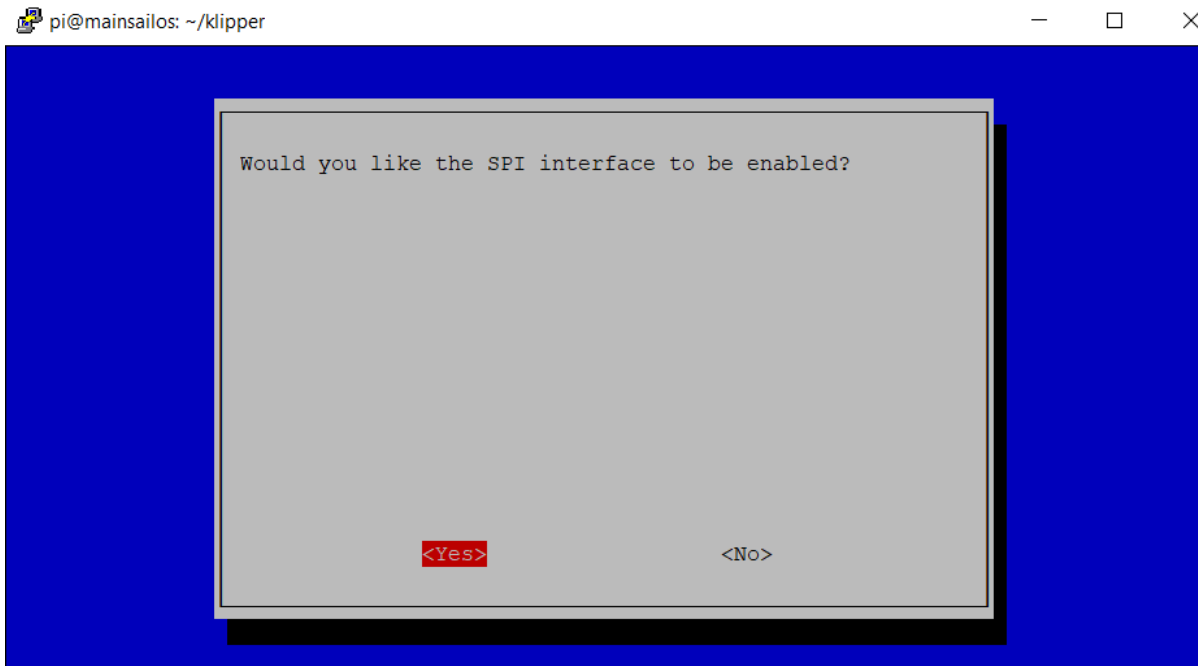 pi@mainsailos: ~/klipper
Would you like the SPI interface to be enabled?
<Yes> <No>